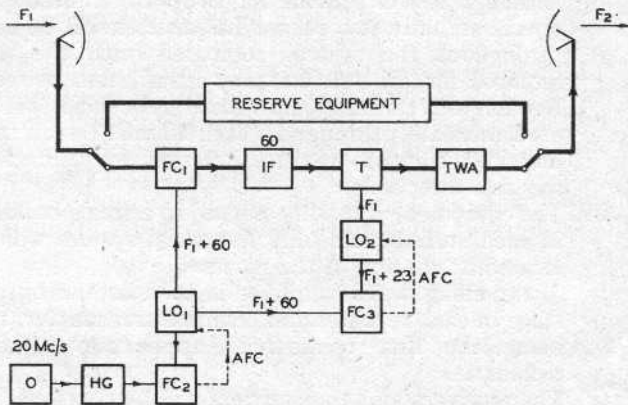 F₁
F₂
RESERVE EQUIPMENT
60
FC₁
IF
T
TWA
F₁
F₁ + 60
LO₂
F₁ + 23
AFC
LO₁
F₁ + 60
FC₃
20 Mc/s
AFC
O
HG
FC₂